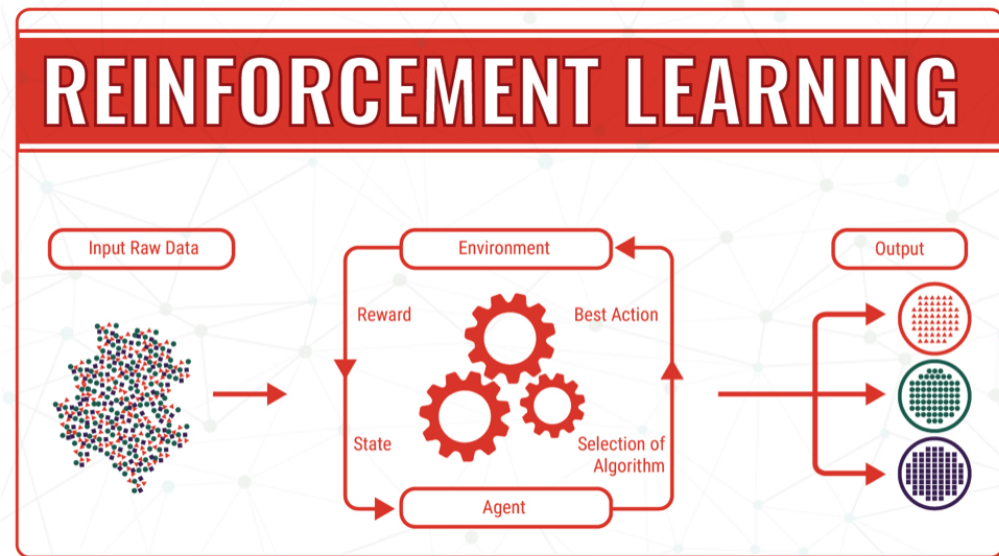 REINFORCEMENT LEARNING
Input Raw Data
Environment
Output
Reward
Best Action
State
Selection of
Algorithm
Agent